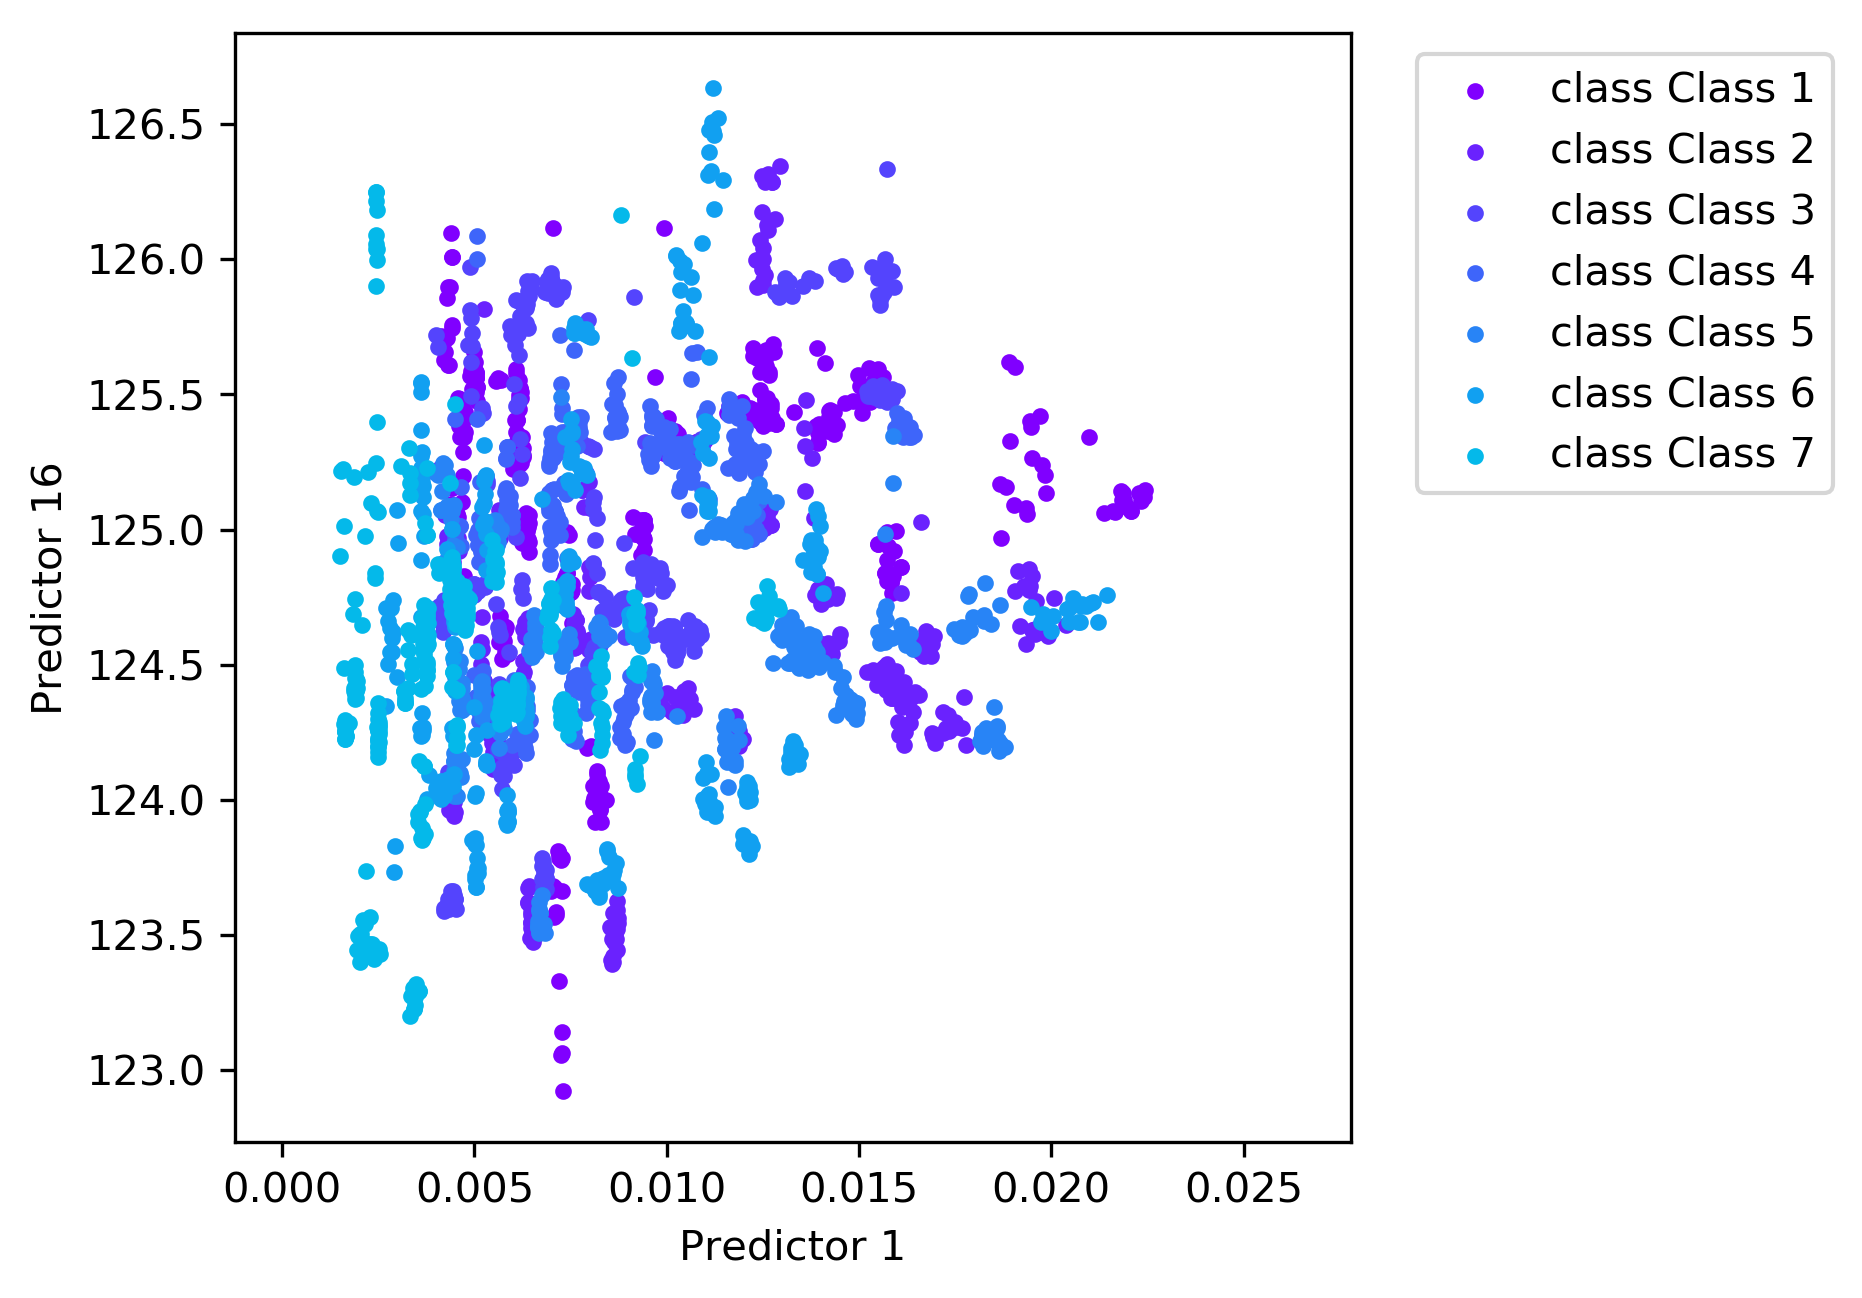 126.5
126.0
125.5
125.0
124.5
124.0
123.5
123.0
Predictor 16
0.000 0.005 0.010 0.015 0.020 0.025
Predictor 1
class Class 1
class Class 2
class Class 3
class Class 4
class Class 5
class Class 6
class Class 7